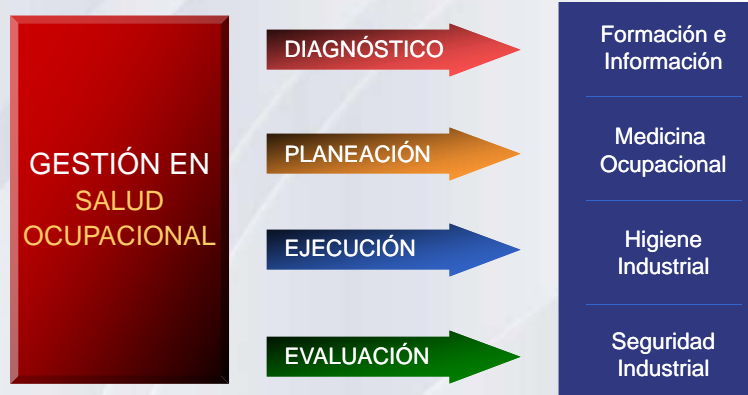 GESTIÓN EN
SALUD
OCUPACIONAL
DIAGNÓSTICO
PLANEACIÓN
EJECUCIÓN
EVALUACIÓN
Formación e
Información
Medicina
Ocupacional
Higiene
Industrial
Seguridad
Industrial